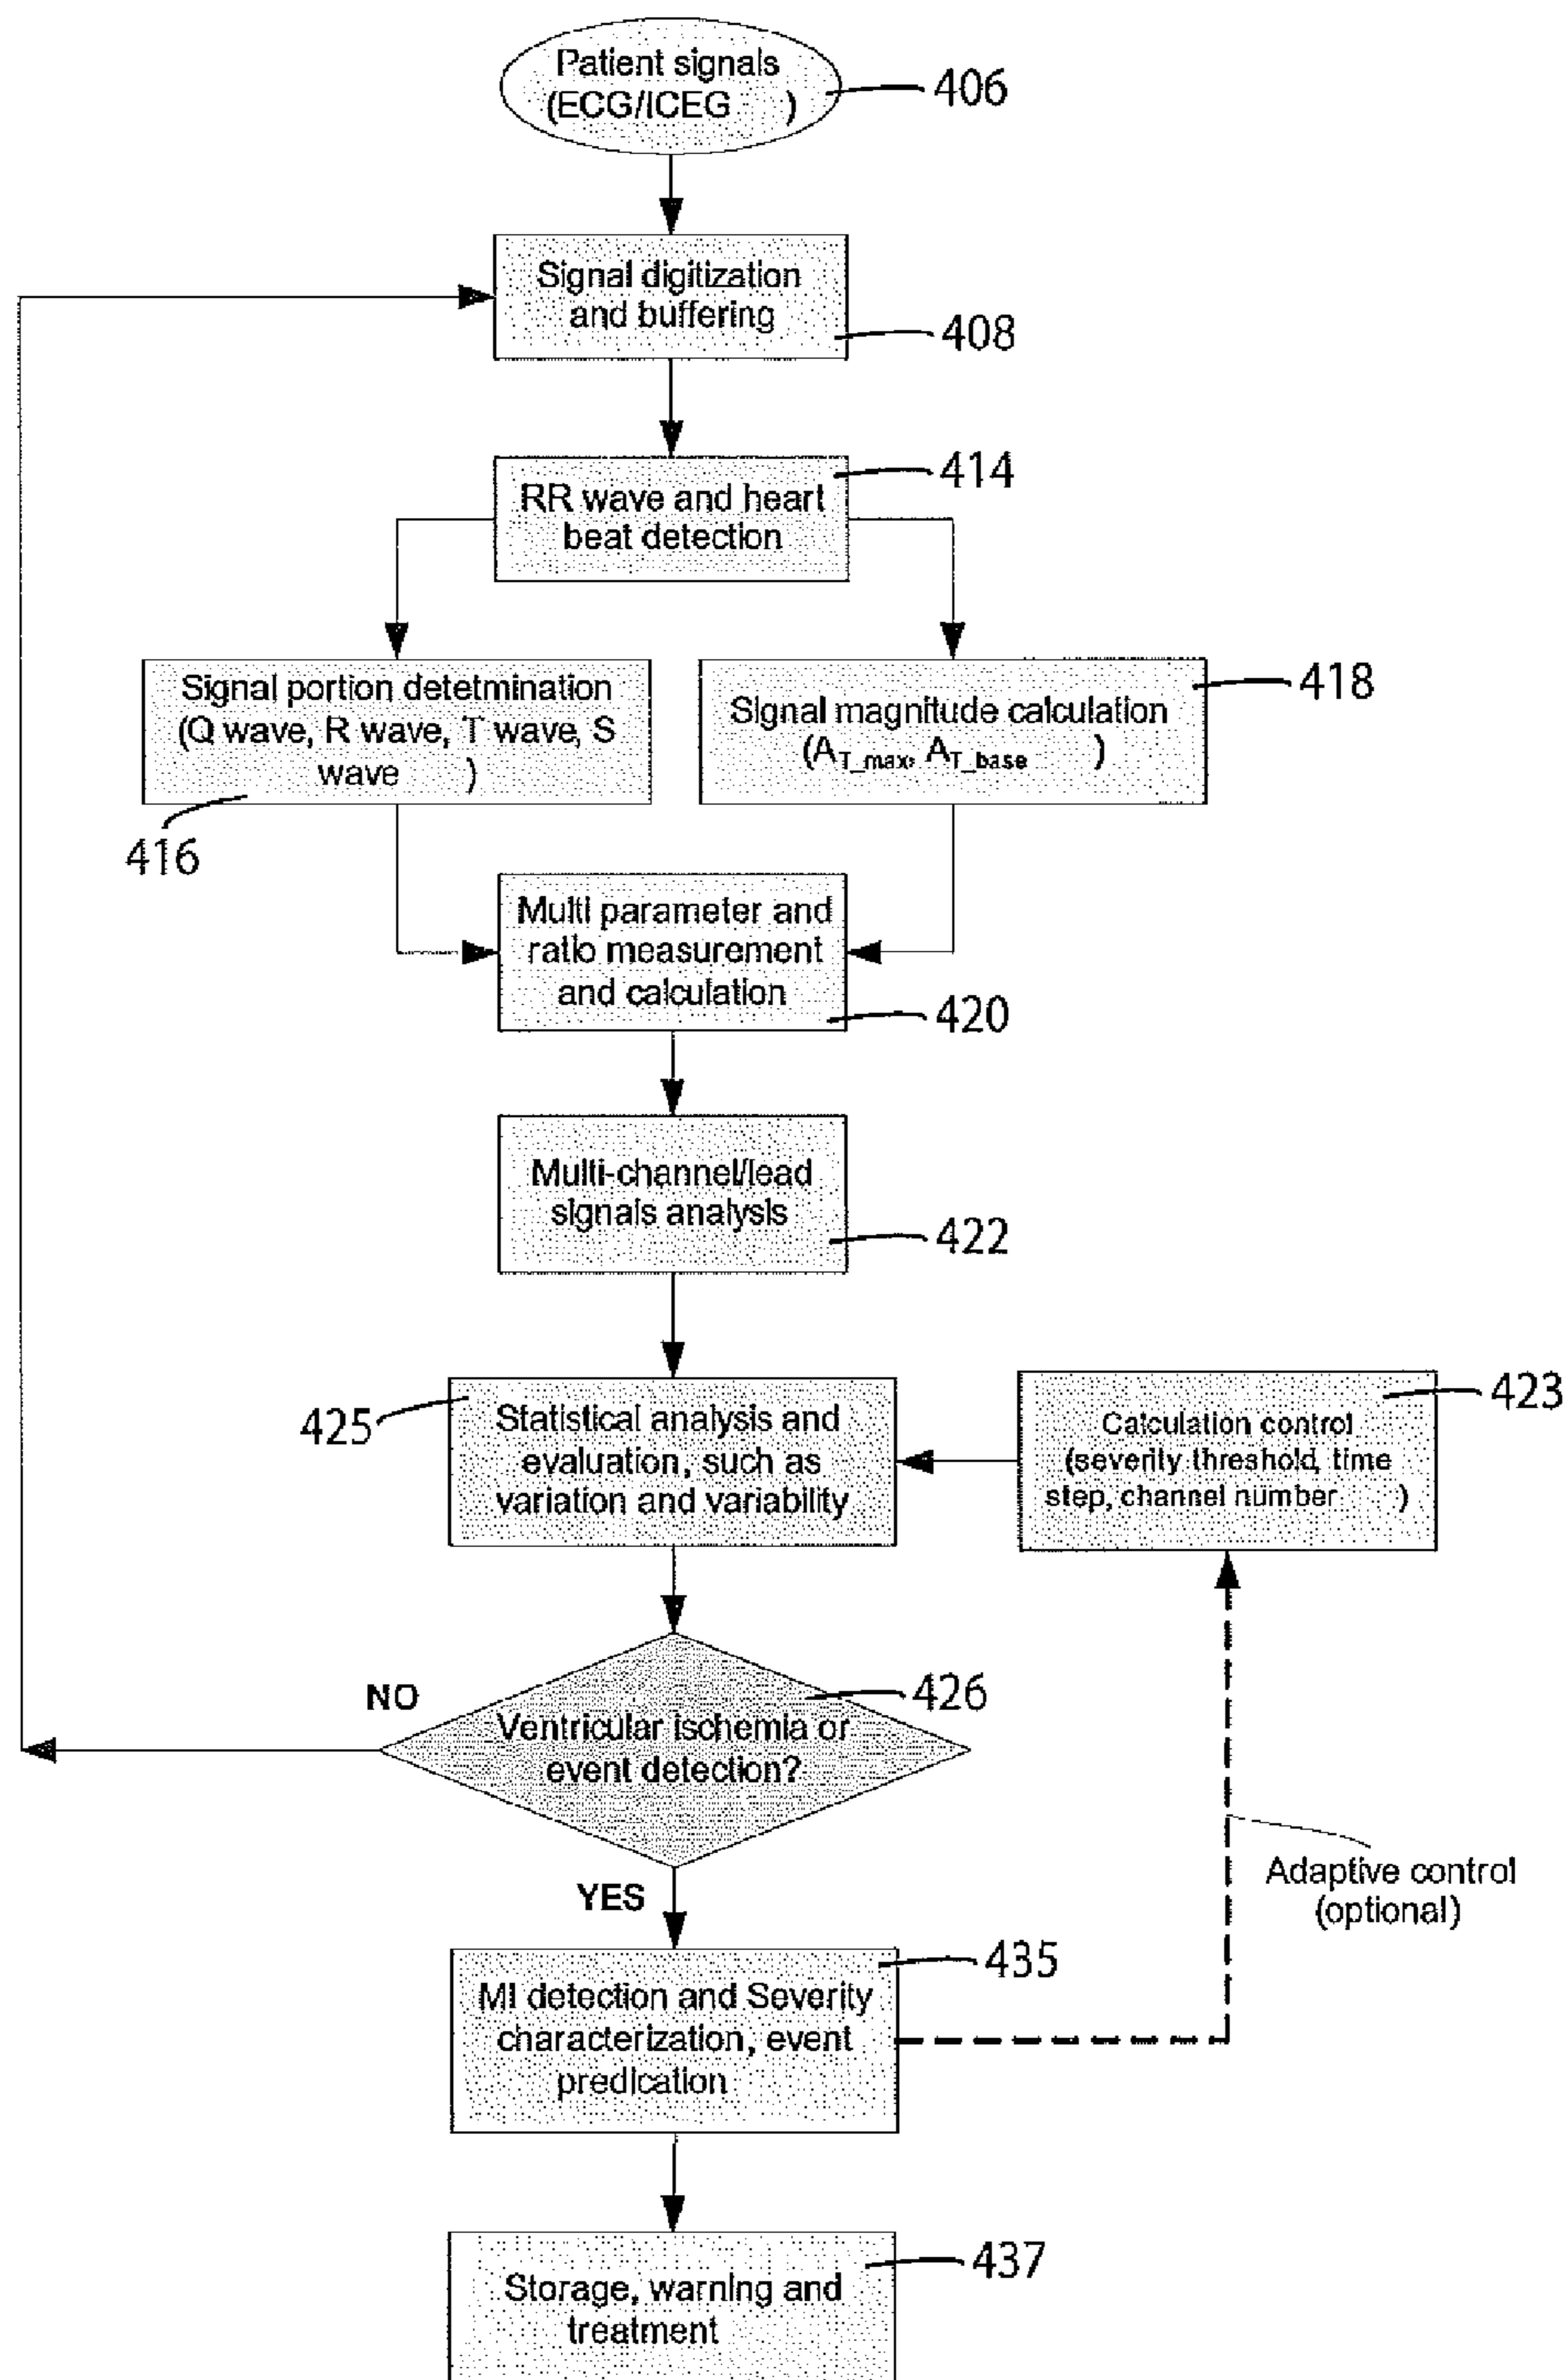 Patient signals
(ECG/ICEG )
406
Signal digitization
and buffering
408
414
RR wave and heart
beat detection
Signal portion detetmination
(Q wave, R wave, T wave, S
wave )
416
418
Signal magnitude calculation
(A_T_max, A_T_base )
Multi parameter and
ratio measurement
and calculation
420
Multi-channel/lead
signals analysis
422
425
Statistical analysis and
evaluation, such as
variation and variability
423
Calculation control
(severity threshold, time
step, channel number )
NO
426
Ventricular ischemia or
event detection?
YES
Adaptive control
(optional)
435
MI detection and Severity
characterization, event
predication
437
Storage, warning and
treatment